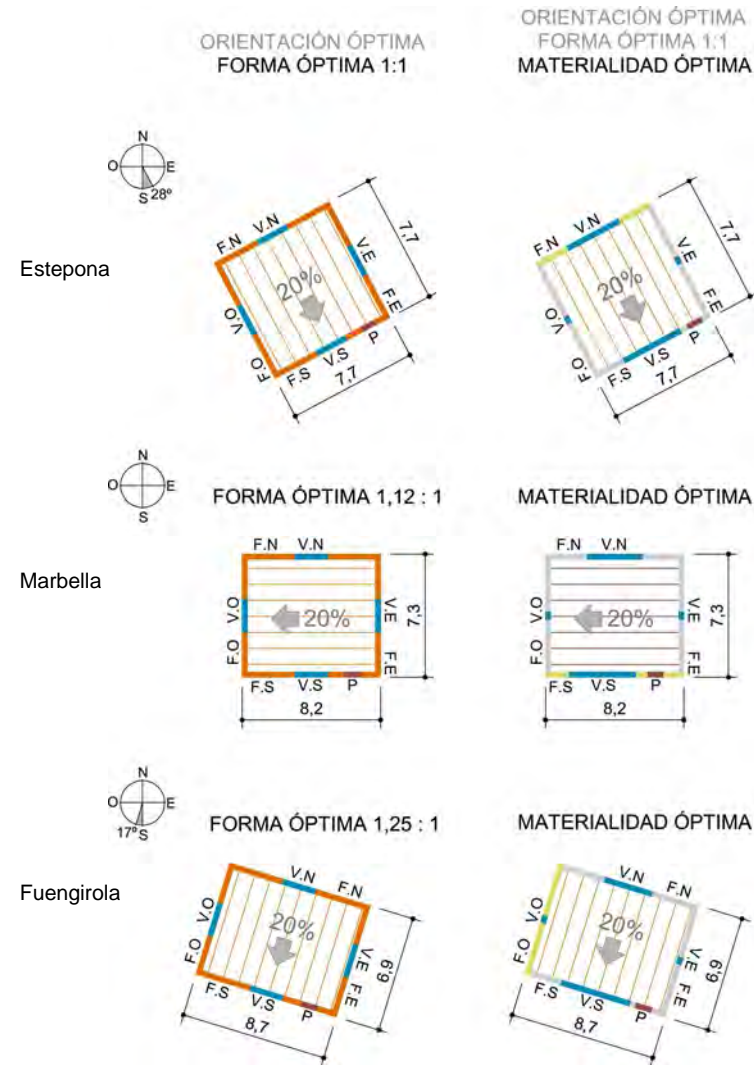 ORIENTACIÓN ÓPTIMA
FORMA ÓPTIMA 1:1
ORIENTACIÓN ÓPTIMA
FORMA ÓPTIMA 1:1
MATERIALIDAD ÓPTIMA
N
O E
S 28º
Estepona
F.N V.N
V.E
F.E
V.O
F.O
F.S V.S P
20%
7,7
7,7
F.N V.N
V.E
F.E
V.O
F.O
F.S V.S P
20%
7,7
7,7
N
O E
S
FORMA ÓPTIMA 1,12 : 1
MATERIALIDAD ÓPTIMA
Marbella
F.N V.N
V.O
F.O
20%
V.E
F.E
7,3
F.S V.S P
8,2
F.N V.N
V.O
F.O
20%
V.E
F.E
7,3
F.S V.S P
8,2
N
O E
17º S
FORMA ÓPTIMA 1,25 : 1
MATERIALIDAD ÓPTIMA
Fuengirola
V.N F.N
V.O
F.O
20%
V.E
F.E
6,9
F.S V.S P
8,7
V.N F.N
V.O
F.O
20%
V.E
F.E
6,9
F.S V.S P
8,7